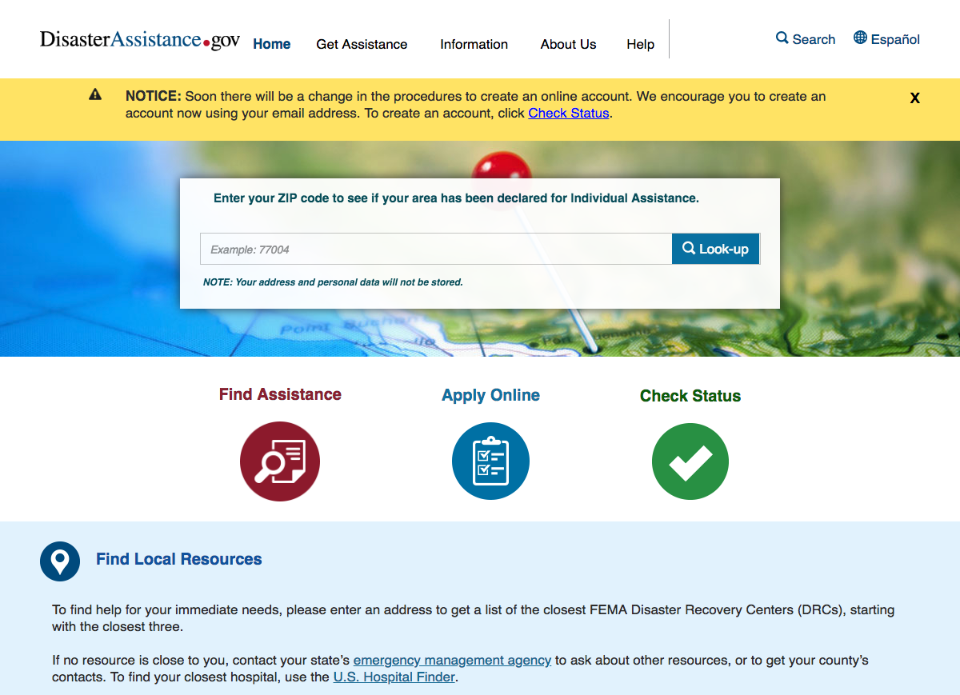 DisasterAssistance.gov Home Get Assistance Information About Us Help Search Español
NOTICE: Soon there will be a change in the procedures to create an online account. We encourage you to create an X
account now using your email address. To create an account, click Check Status.
Enter your ZIP code to see if your area has been declared for Individual Assistance.
Example: 77004 Look-up
NOTE: Your address and personal data will not be stored.
Point
Find Assistance Apply Online Check Status
Find Local Resources
To find help for your immediate needs, please enter an address to get a list of the closest FEMA Disaster Recovery Centers (DRCs), starting
with the closest three.
If no resource is close to you, contact your state's emergency management agency to ask about other resources, or to get your county's
contacts. To find your closest hospital, use the U.S. Hospital Finder.